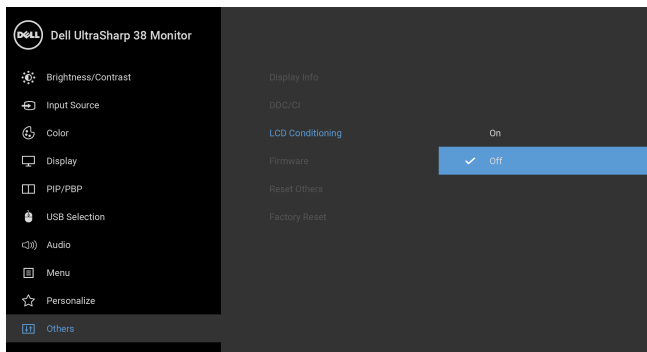 DELL Dell UltraSharp 38 Monitor
Brightness/Contrast
Input Source
Color
Display
PIP/PBP
USB Selection
Audio
Menu
Personalize
Others
Display Info
DDC/CI
LCD Conditioning
Firmware
Reset Others
Factory Reset
On
Off